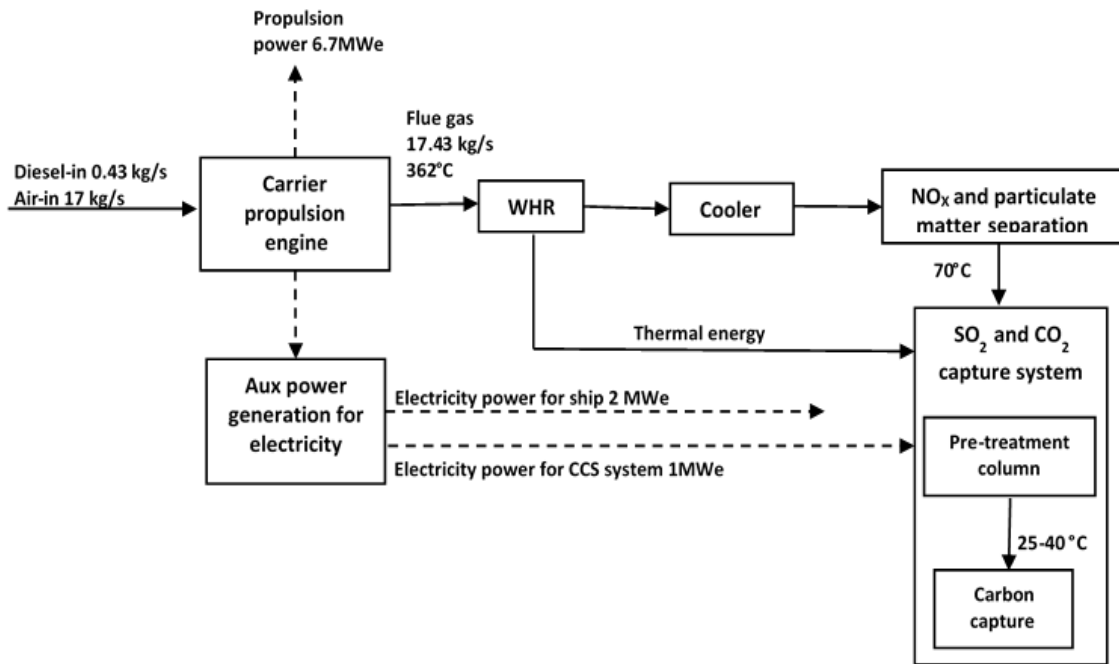 Propulsion
power 6.7MWe
Flue gas
17.43 kg/s
362°C
Diesel-in 0.43 kg/s
Air-in 17 kg/s
Carrier
propulsion
engine
WHR
Cooler
NOx and particulate
matter separation
70°C
Thermal energy
SO2 and CO2
capture system
Aux power
generation for
electricity
Electricity power for ship 2 MWe
Electricity power for CCS system 1MWe
Pre-treatment
column
25-40 °C
Carbon
capture